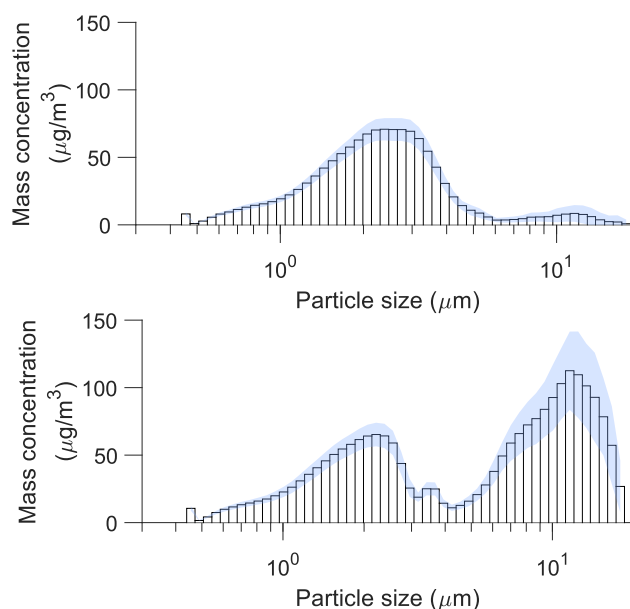 Mass concentration
(μg/m³)
150
100
50
0
10⁰
10¹
Particle size (μm)
Mass concentration
(μg/m³)
150
100
50
0
10⁰
10¹
Particle size (μm)